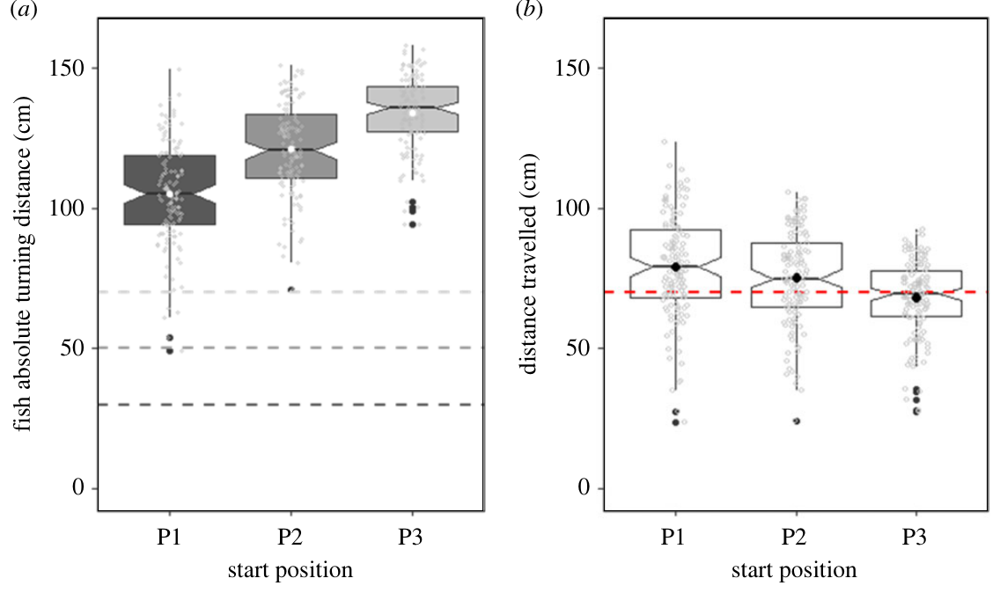 (a)
fish absolute turning distance (cm)
150
100
50
0
P1 P2 P3
start position
(b)
distance travelled (cm)
150
100
50
0
P1 P2 P3
start position